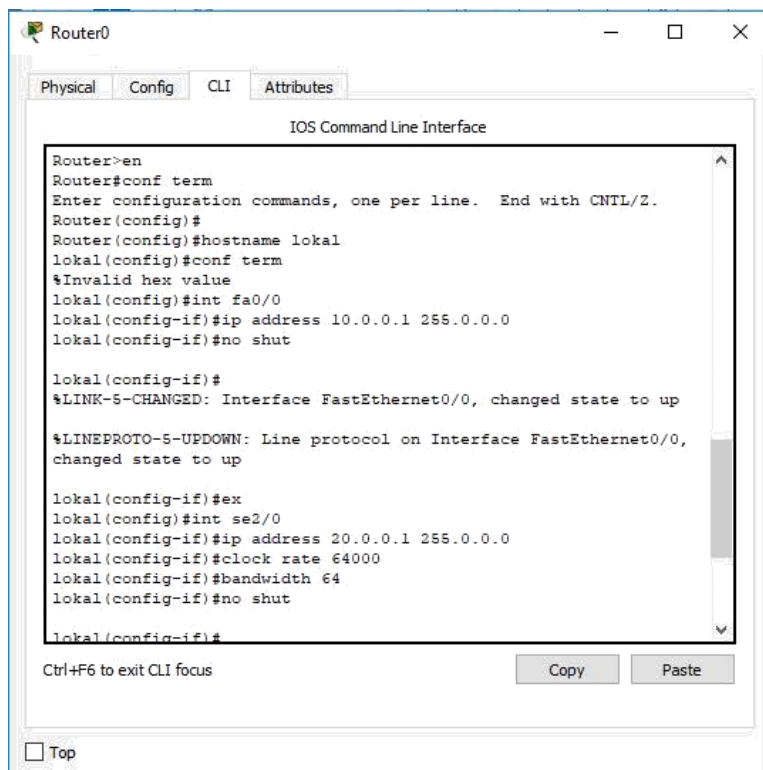 Router0
Physical Config CLI Attributes
IOS Command Line Interface
Router>en
Router#conf term
Enter configuration commands, one per line.  End with CNTL/Z.
Router(config)#
Router(config)#hostname lokal
lokal(config)#conf term
%Invalid hex value
lokal(config)#int fa0/0
lokal(config-if)#ip address 10.0.0.1 255.0.0.0
lokal(config-if)#no shut
lokal(config-if)#
%LINK-5-CHANGED: Interface FastEthernet0/0, changed state to up
%LINEPROTO-5-UPDOWN: Line protocol on Interface FastEthernet0/0,
changed state to up
lokal(config-if)#ex
lokal(config)#int se2/0
lokal(config-if)#ip address 20.0.0.1 255.0.0.0
lokal(config-if)#clock rate 64000
lokal(config-if)#bandwidth 64
lokal(config-if)#no shut
lokal(config-if)#
Ctrl+F6 to exit CLI focus
Copy Paste
Top